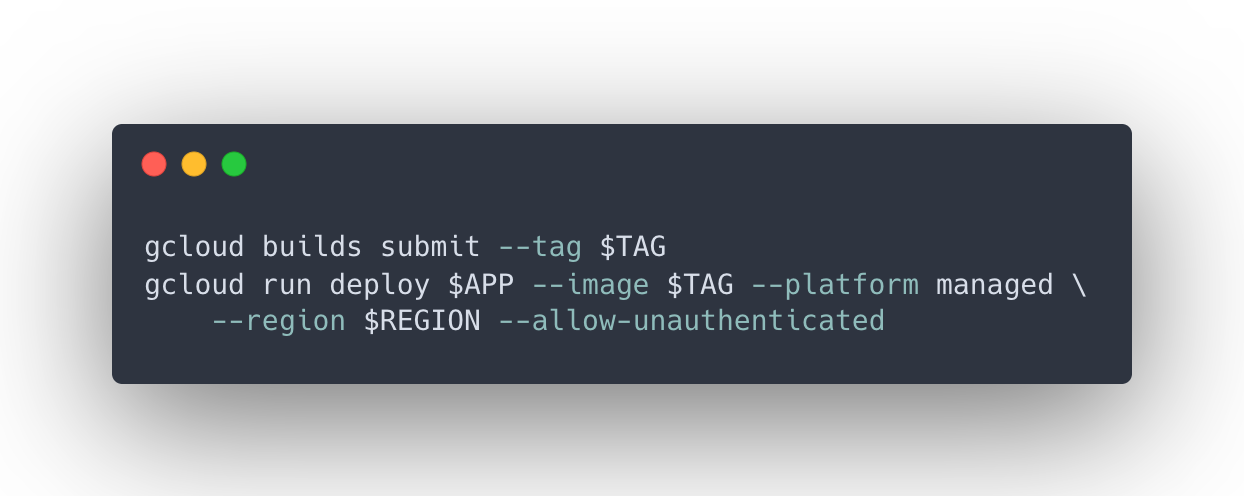 gcloud builds submit --tag $TAG
gcloud run deploy $APP --image $TAG --platform managed \
    --region $REGION --allow-unauthenticated